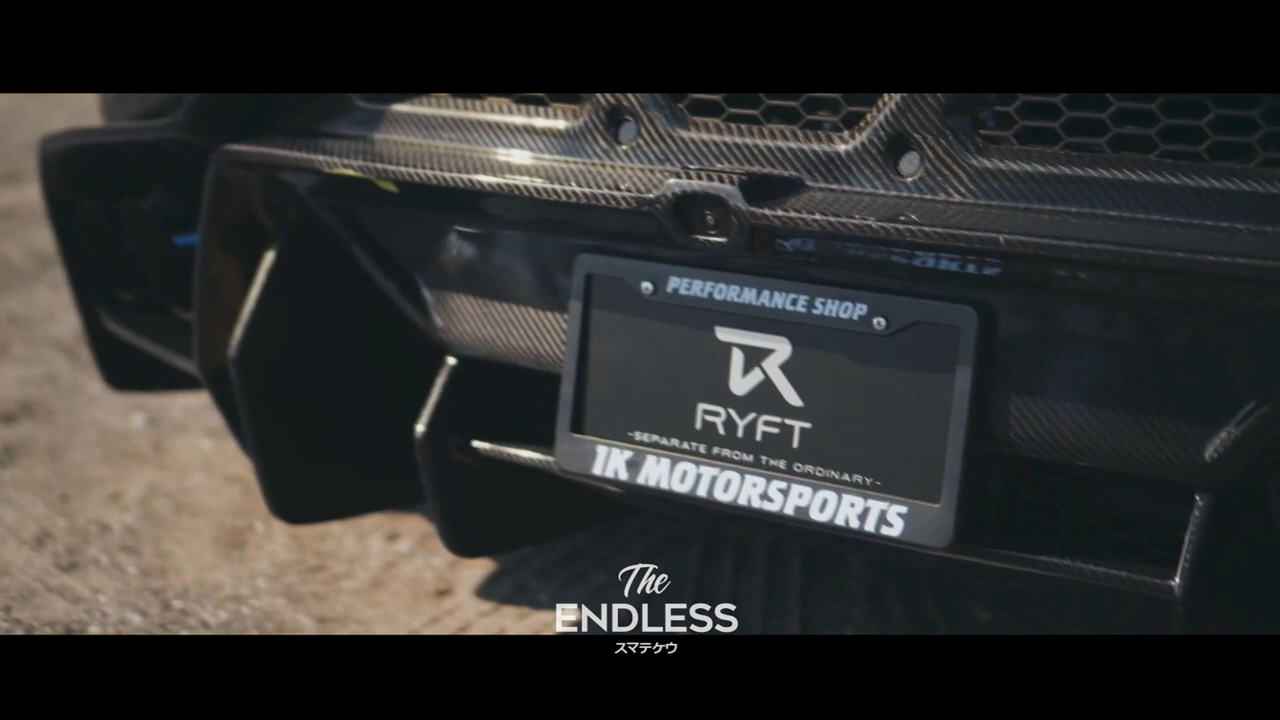 PERFORMANCE SHOP
RYFT
-SEPARATE FROM THE ORDINARY-
1K MOTORSPORTS
The
ENDLESS
スマテケウ